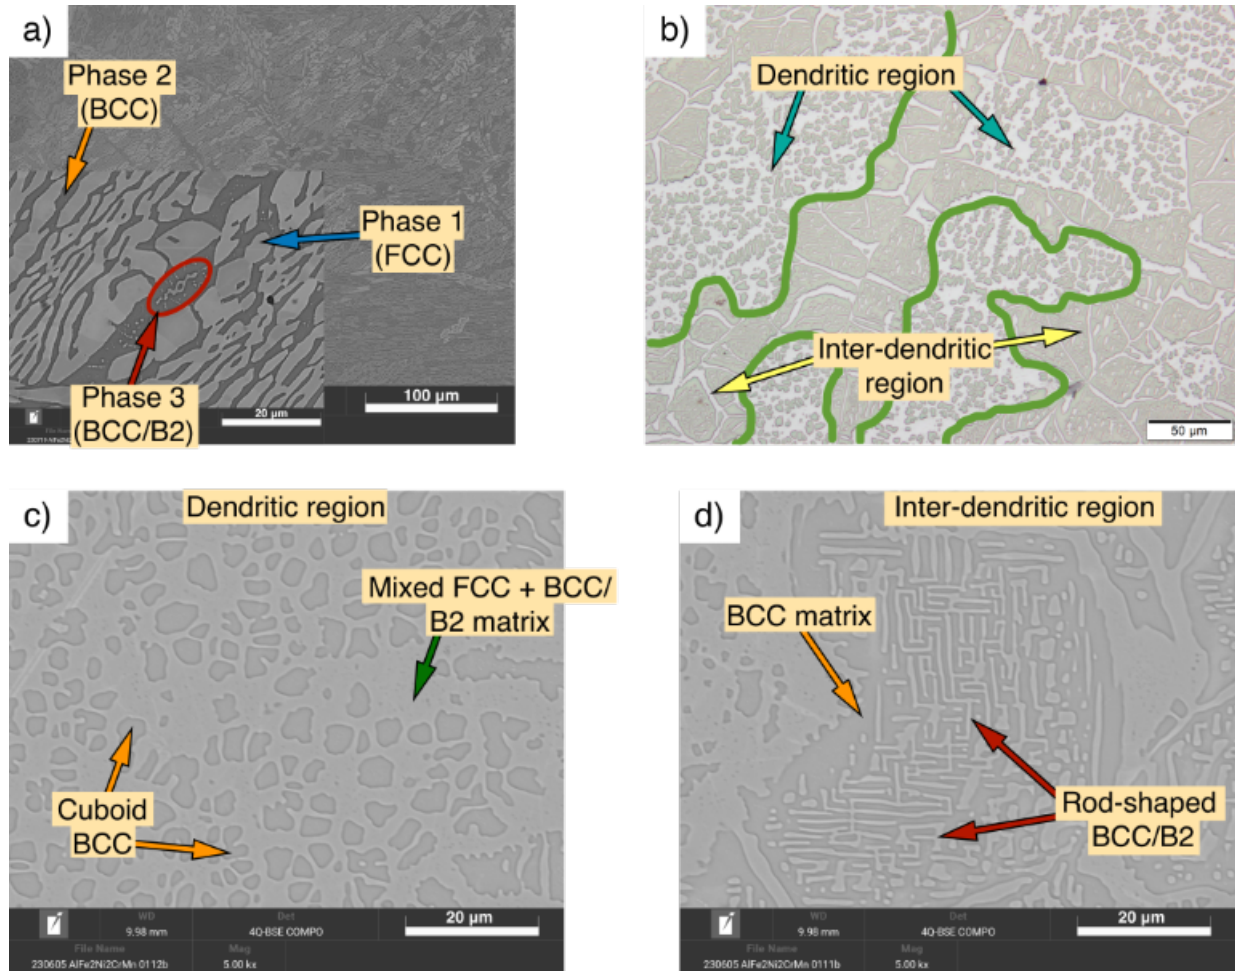 a)
Phase 2
(BCC)
Phase 1
(FCC)
Phase 3
(BCC/B2)
20 µm
100 µm
b)
Dendritic region
Inter-dendritic
region
50 µm
c)
Dendritic region
Mixed FCC + BCC/
B2 matrix
Cuboid
BCC
WD
Det
9.98 mm
4Q-BSE COMPO
20 µm
File Name
Mag
230605 AlFe2Ni2CrMn 0112b
5.00 kx
d)
Inter-dendritic region
BCC matrix
Rod-shaped
BCC/B2
WD
Det
9.98 mm
4Q-BSE COMPO
20 µm
File Name
Mag
230605 AlFe2Ni2CrMn 0111b
5.00 kx